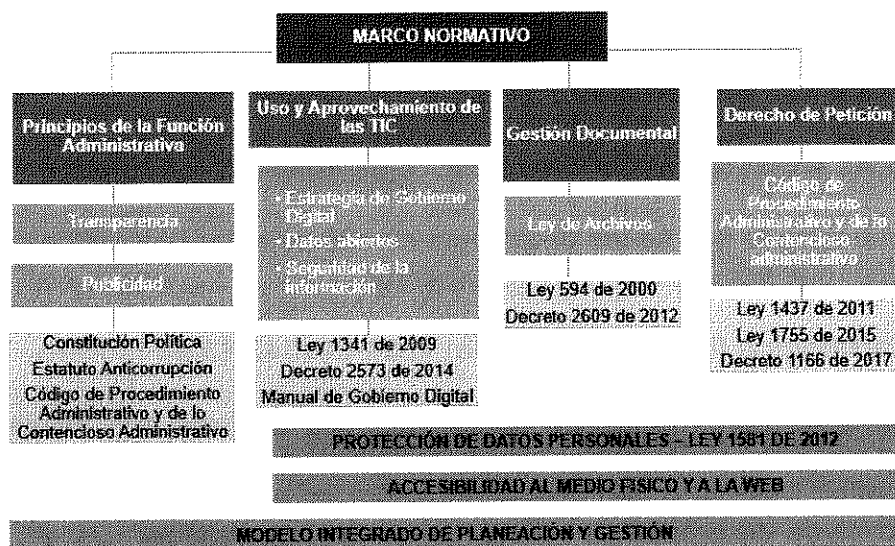 MARCO NORMATIVO
Principios de la Función
Administrativa
Transparencia
Publicidad
Constitución Política
Estatuto Anticorrupción
Código de Procedimiento
Administrativo y de lo
Contencioso Administrativo
Uso y Aprovechamiento de
las TIC
• Estrategia de Gobierno
Digital
• Datos abiertos
• Seguridad de la
información
Ley 1341 de 2009
Decreto 2573 de 2014
Manual de Gobierno Digital
Gestión Documental
Ley de Archivos
Ley 594 de 2000
Decreto 2609 de 2012
Derecho de Petición
Código de
Procedimiento
Administrativo y de lo
Contencioso
administrativo
Ley 1437 de 2011
Ley 1755 de 2015
Decreto 1166 de 2017
PROTECCIÓN DE DATOS PERSONALES – LEY 1581 DE 2012
ACCESIBILIDAD AL MEDIO FÍSICO Y A LA WEB
MODELO INTEGRADO DE PLANEACIÓN Y GESTIÓN